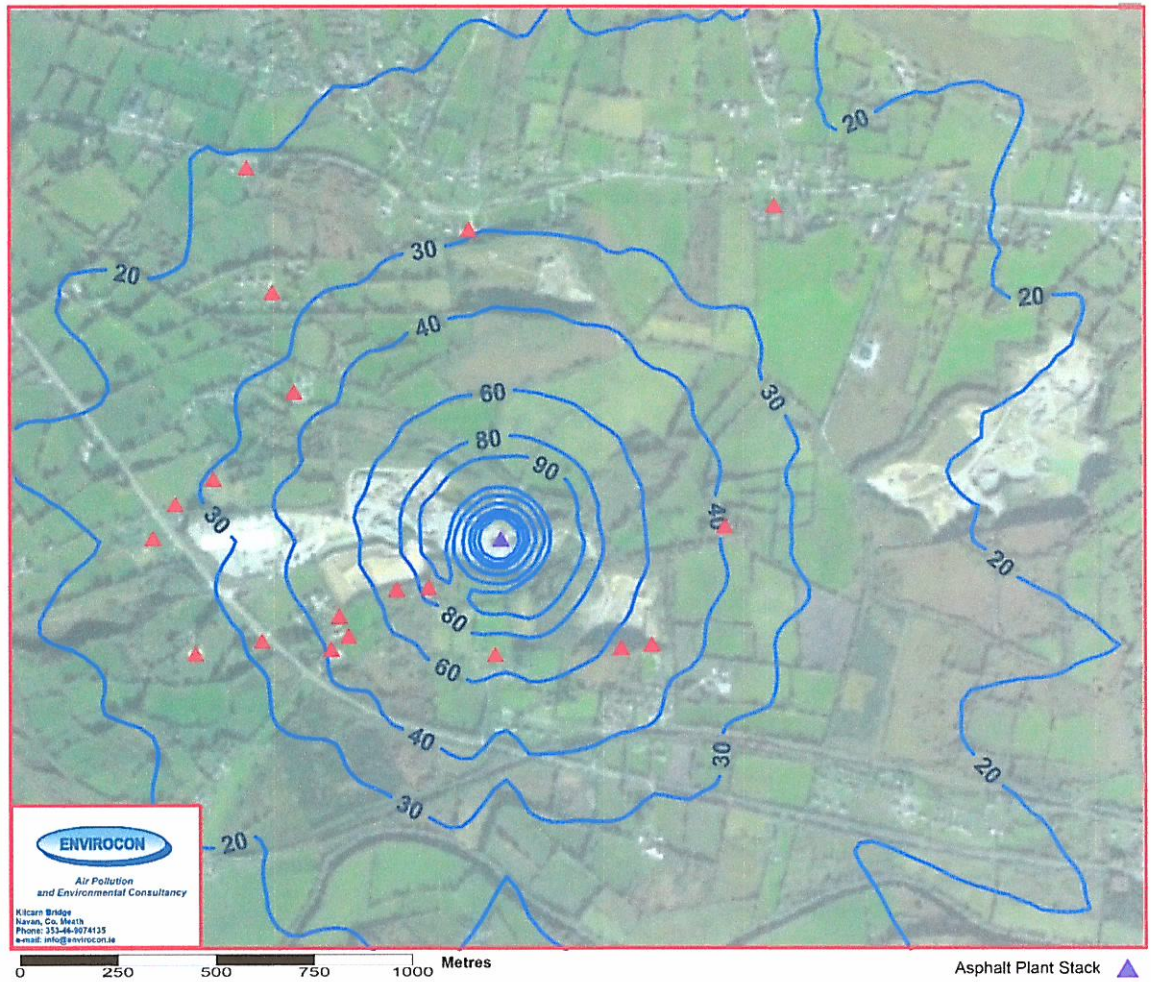 20
20
30
20
40
60
30
80
90
40
30
20
80
60
40
30
20
30
20
ENVIROCON
Air Pollution
and Environmental Consultancy
Kilcarn Bridge
Navan, Co. Meath
Phone: 353-46-9074135
e-mail: info@envirocon.ie
0 250 500 750 1000 Metres
Asphalt Plant Stack